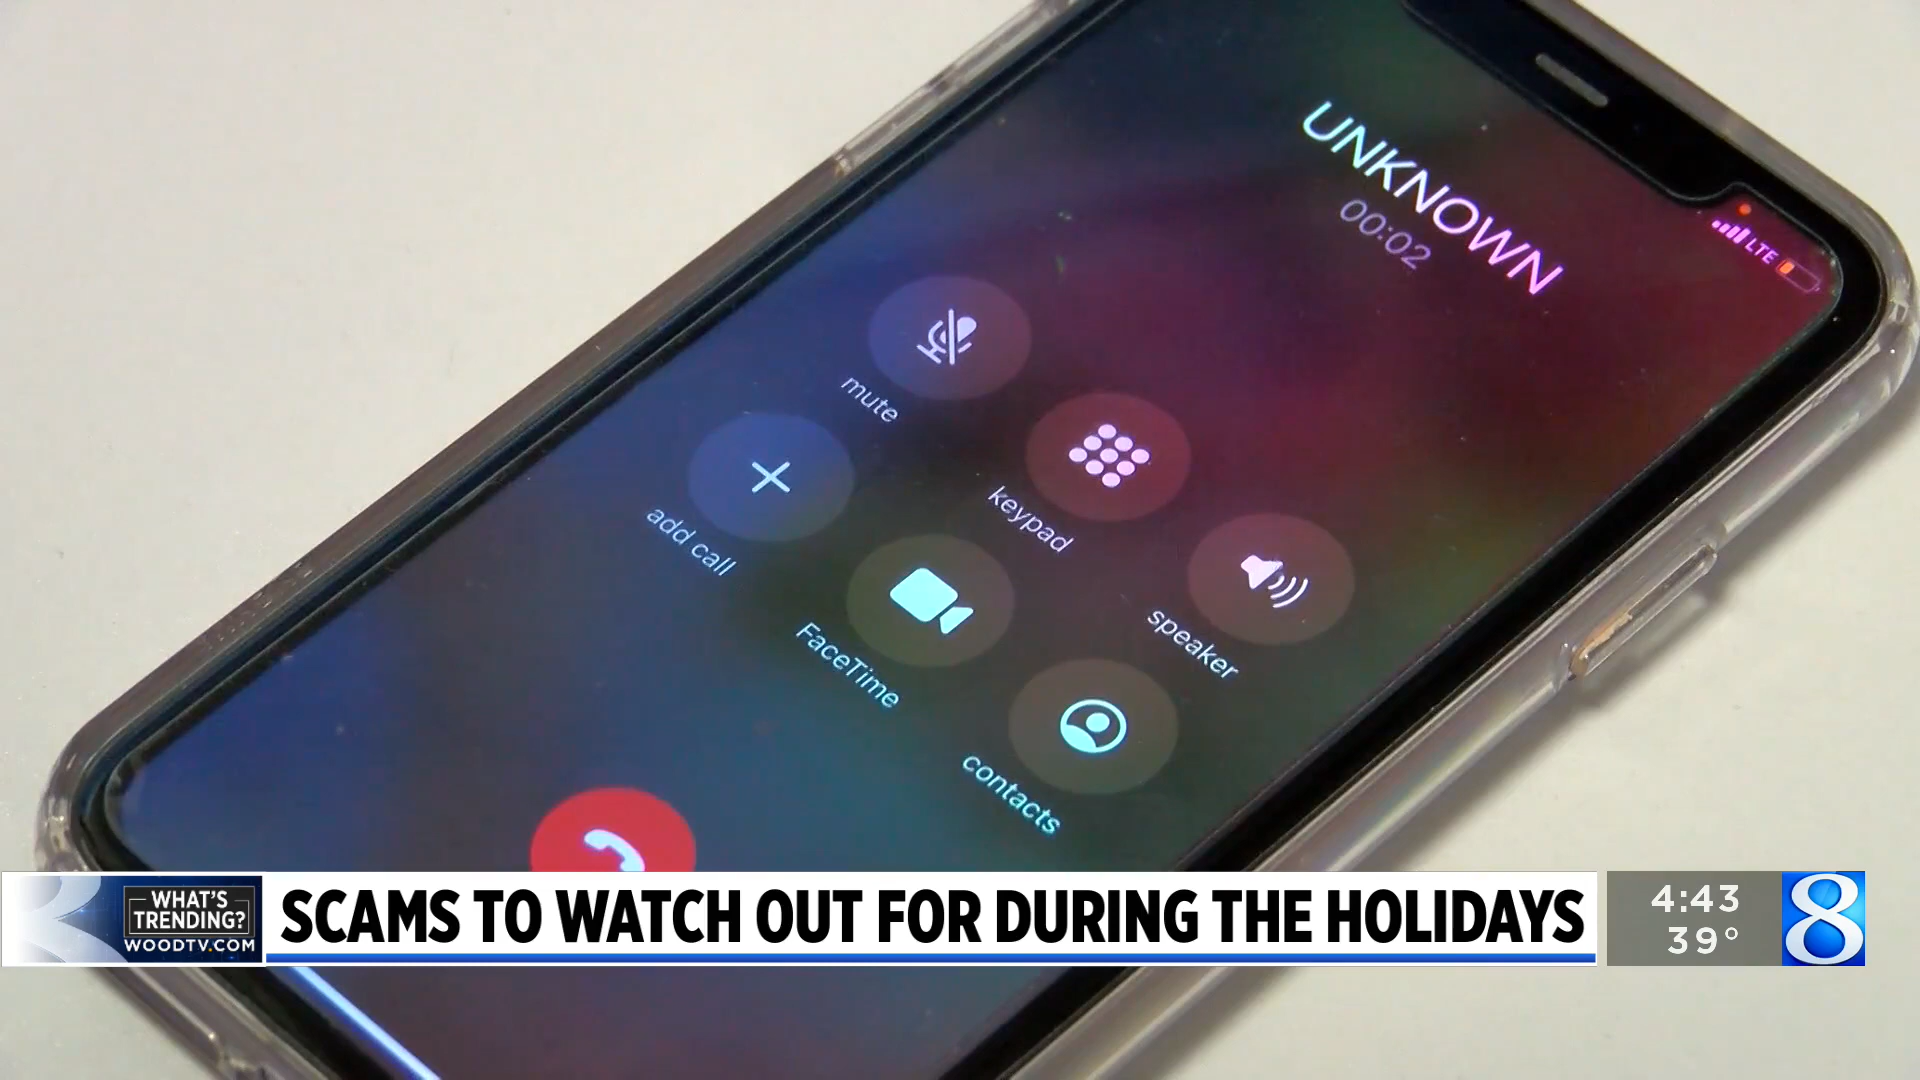 UNKNOWN
00:02
LTE
mute
keypad
speaker
add call
FaceTime
contacts
WHAT'S
TRENDING?
WOODTV.COM
SCAMS TO WATCH OUT FOR DURING THE HOLIDAYS
4:43
39°
8